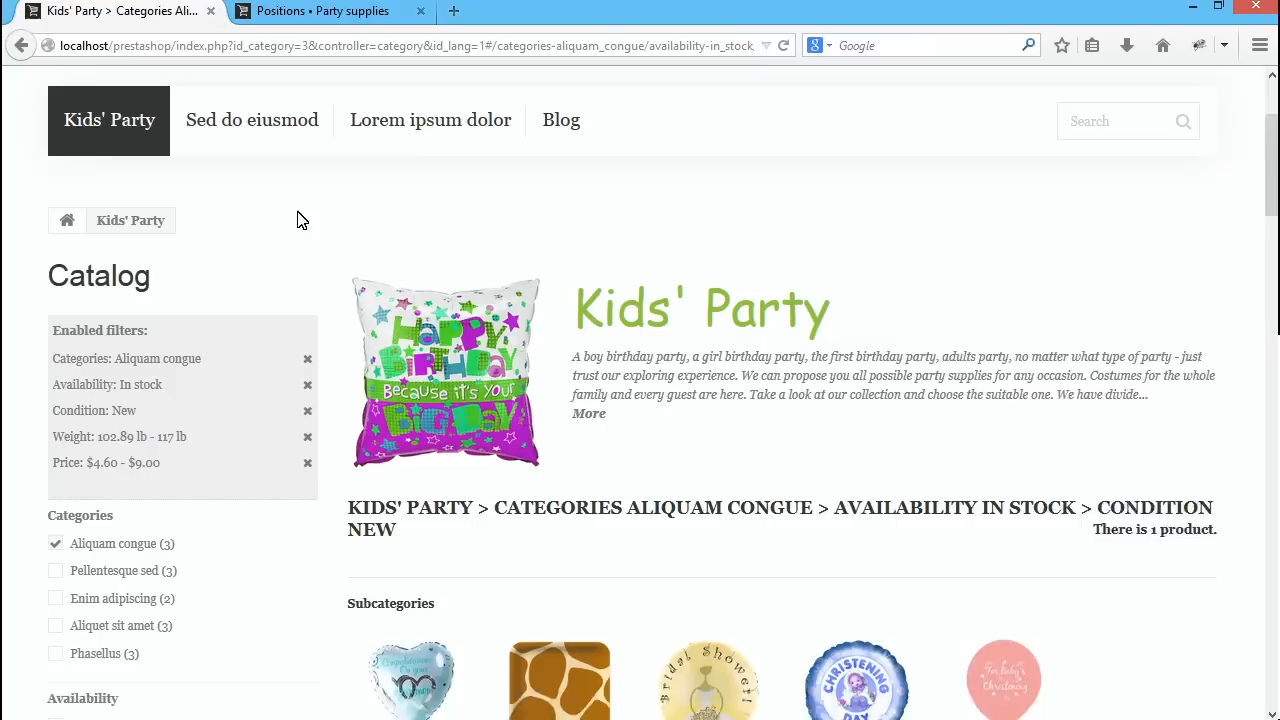 Kids' Party > Categories Ali...
Positions • Party supplies
localhost/prestashop/index.php?id_category=3&controller=category&id_lang=1#/categories-aliquam_congue/availability-in_stock
Google
Kids' Party
Sed do eiusmod
Lorem ipsum dolor
Blog
Search
Kids' Party
Catalog
Enabled filters:
Categories: Aliquam congue
Availability: In stock
Condition: New
Weight: 102.89 lb - 117 lb
Price: $4.60 - $9.00
Categories
Aliquam congue (3)
Pellentesque sed (3)
Enim adipiscing (2)
Aliquet sit amet (3)
Phasellus (3)
Availability
HAPPY
BIRTHDAY
Because it's your
BIG DAY
Kids' Party
A boy birthday party, a girl birthday party, the first birthday party, adults party, no matter what type of party - just
trust our exploring experience. We can propose you all possible party supplies for any occasion. Costumes for the whole
family and every guest are here. Take a look at our collection and choose the suitable one. We have divide...
More
KIDS' PARTY > CATEGORIES ALIQUAM CONGUE > AVAILABILITY IN STOCK > CONDITION
NEW
There is 1 product.
Subcategories
Congratulations
On your
Bridal Shower!
CHRISTENING
DAY
For baby's
Christening